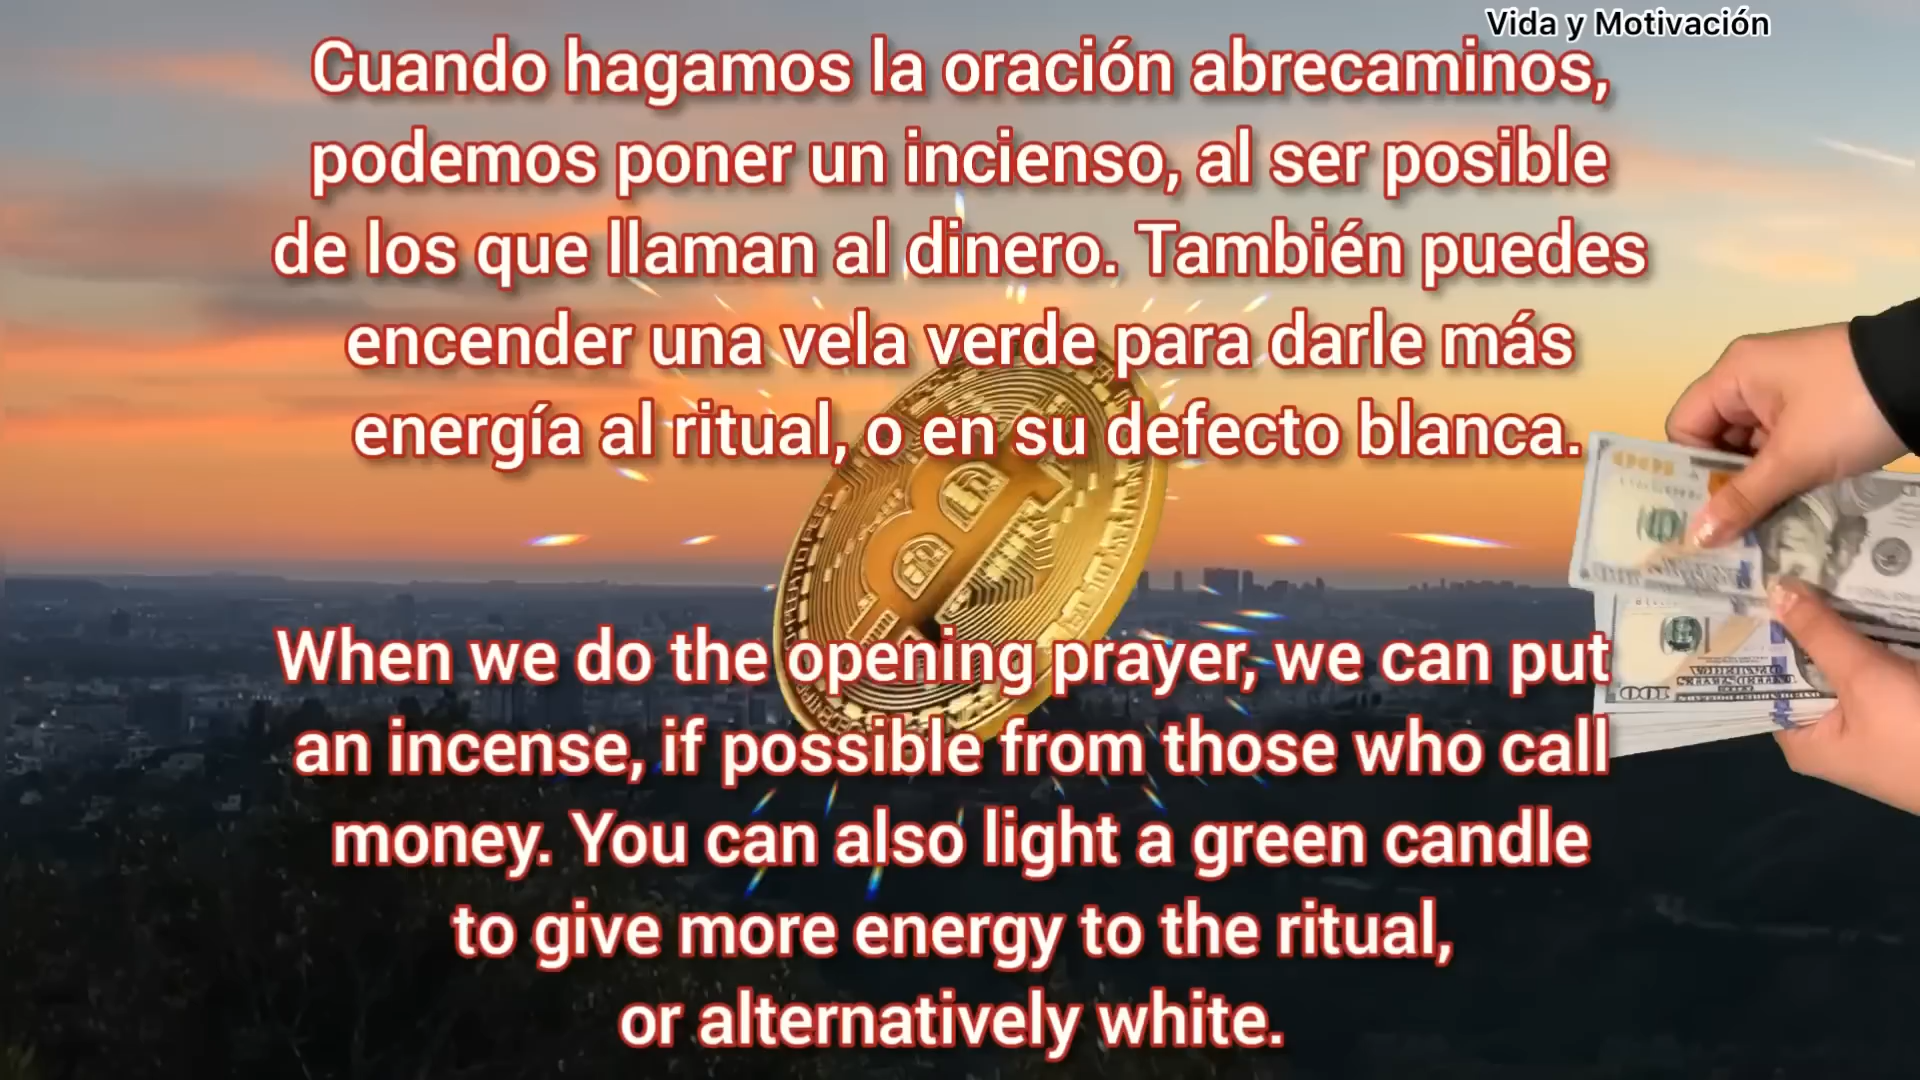 Vida y Motivación
Cuando hagamos la oración abrecaminos,
podemos poner un incienso, al ser posible
de los que llaman al dinero. También puedes
encender una vela verde para darle más
energía al ritual, o en su defecto blanca.
When we do the opening prayer, we can put
an incense, if possible from those who call
money. You can also light a green candle
to give more energy to the ritual,
or alternatively white.